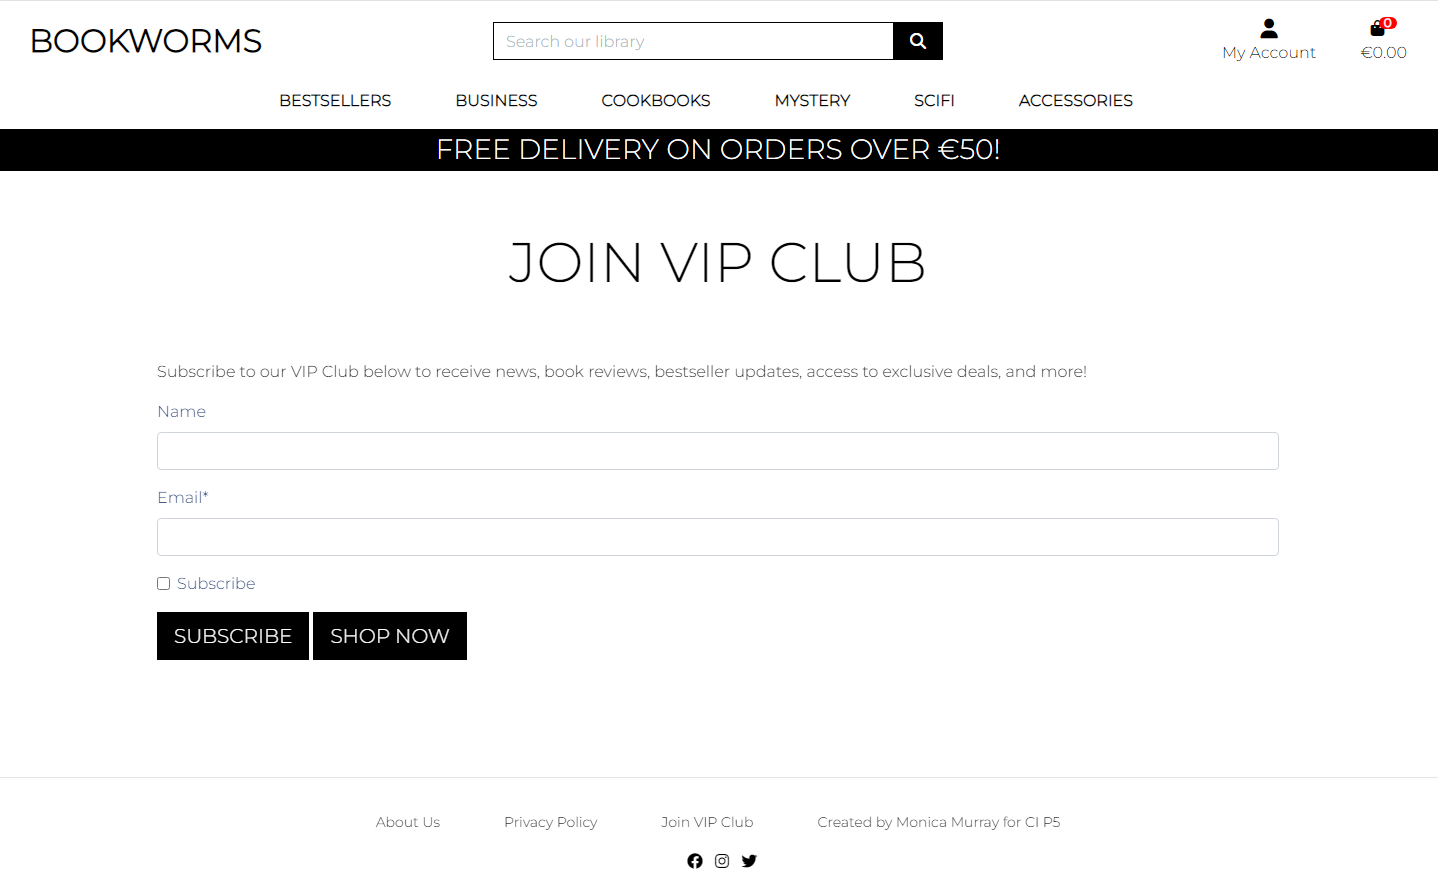 BOOKWORMS
Search our library
My Account
0
€0.00
BESTSELLERS BUSINESS COOKBOOKS MYSTERY SCIFI ACCESSORIES
FREE DELIVERY ON ORDERS OVER €50!
JOIN VIP CLUB
Subscribe to our VIP Club below to receive news, book reviews, bestseller updates, access to exclusive deals, and more!
Name
Email*
Subscribe
SUBSCRIBE SHOP NOW
About Us Privacy Policy Join VIP Club Created by Monica Murray for CI P5